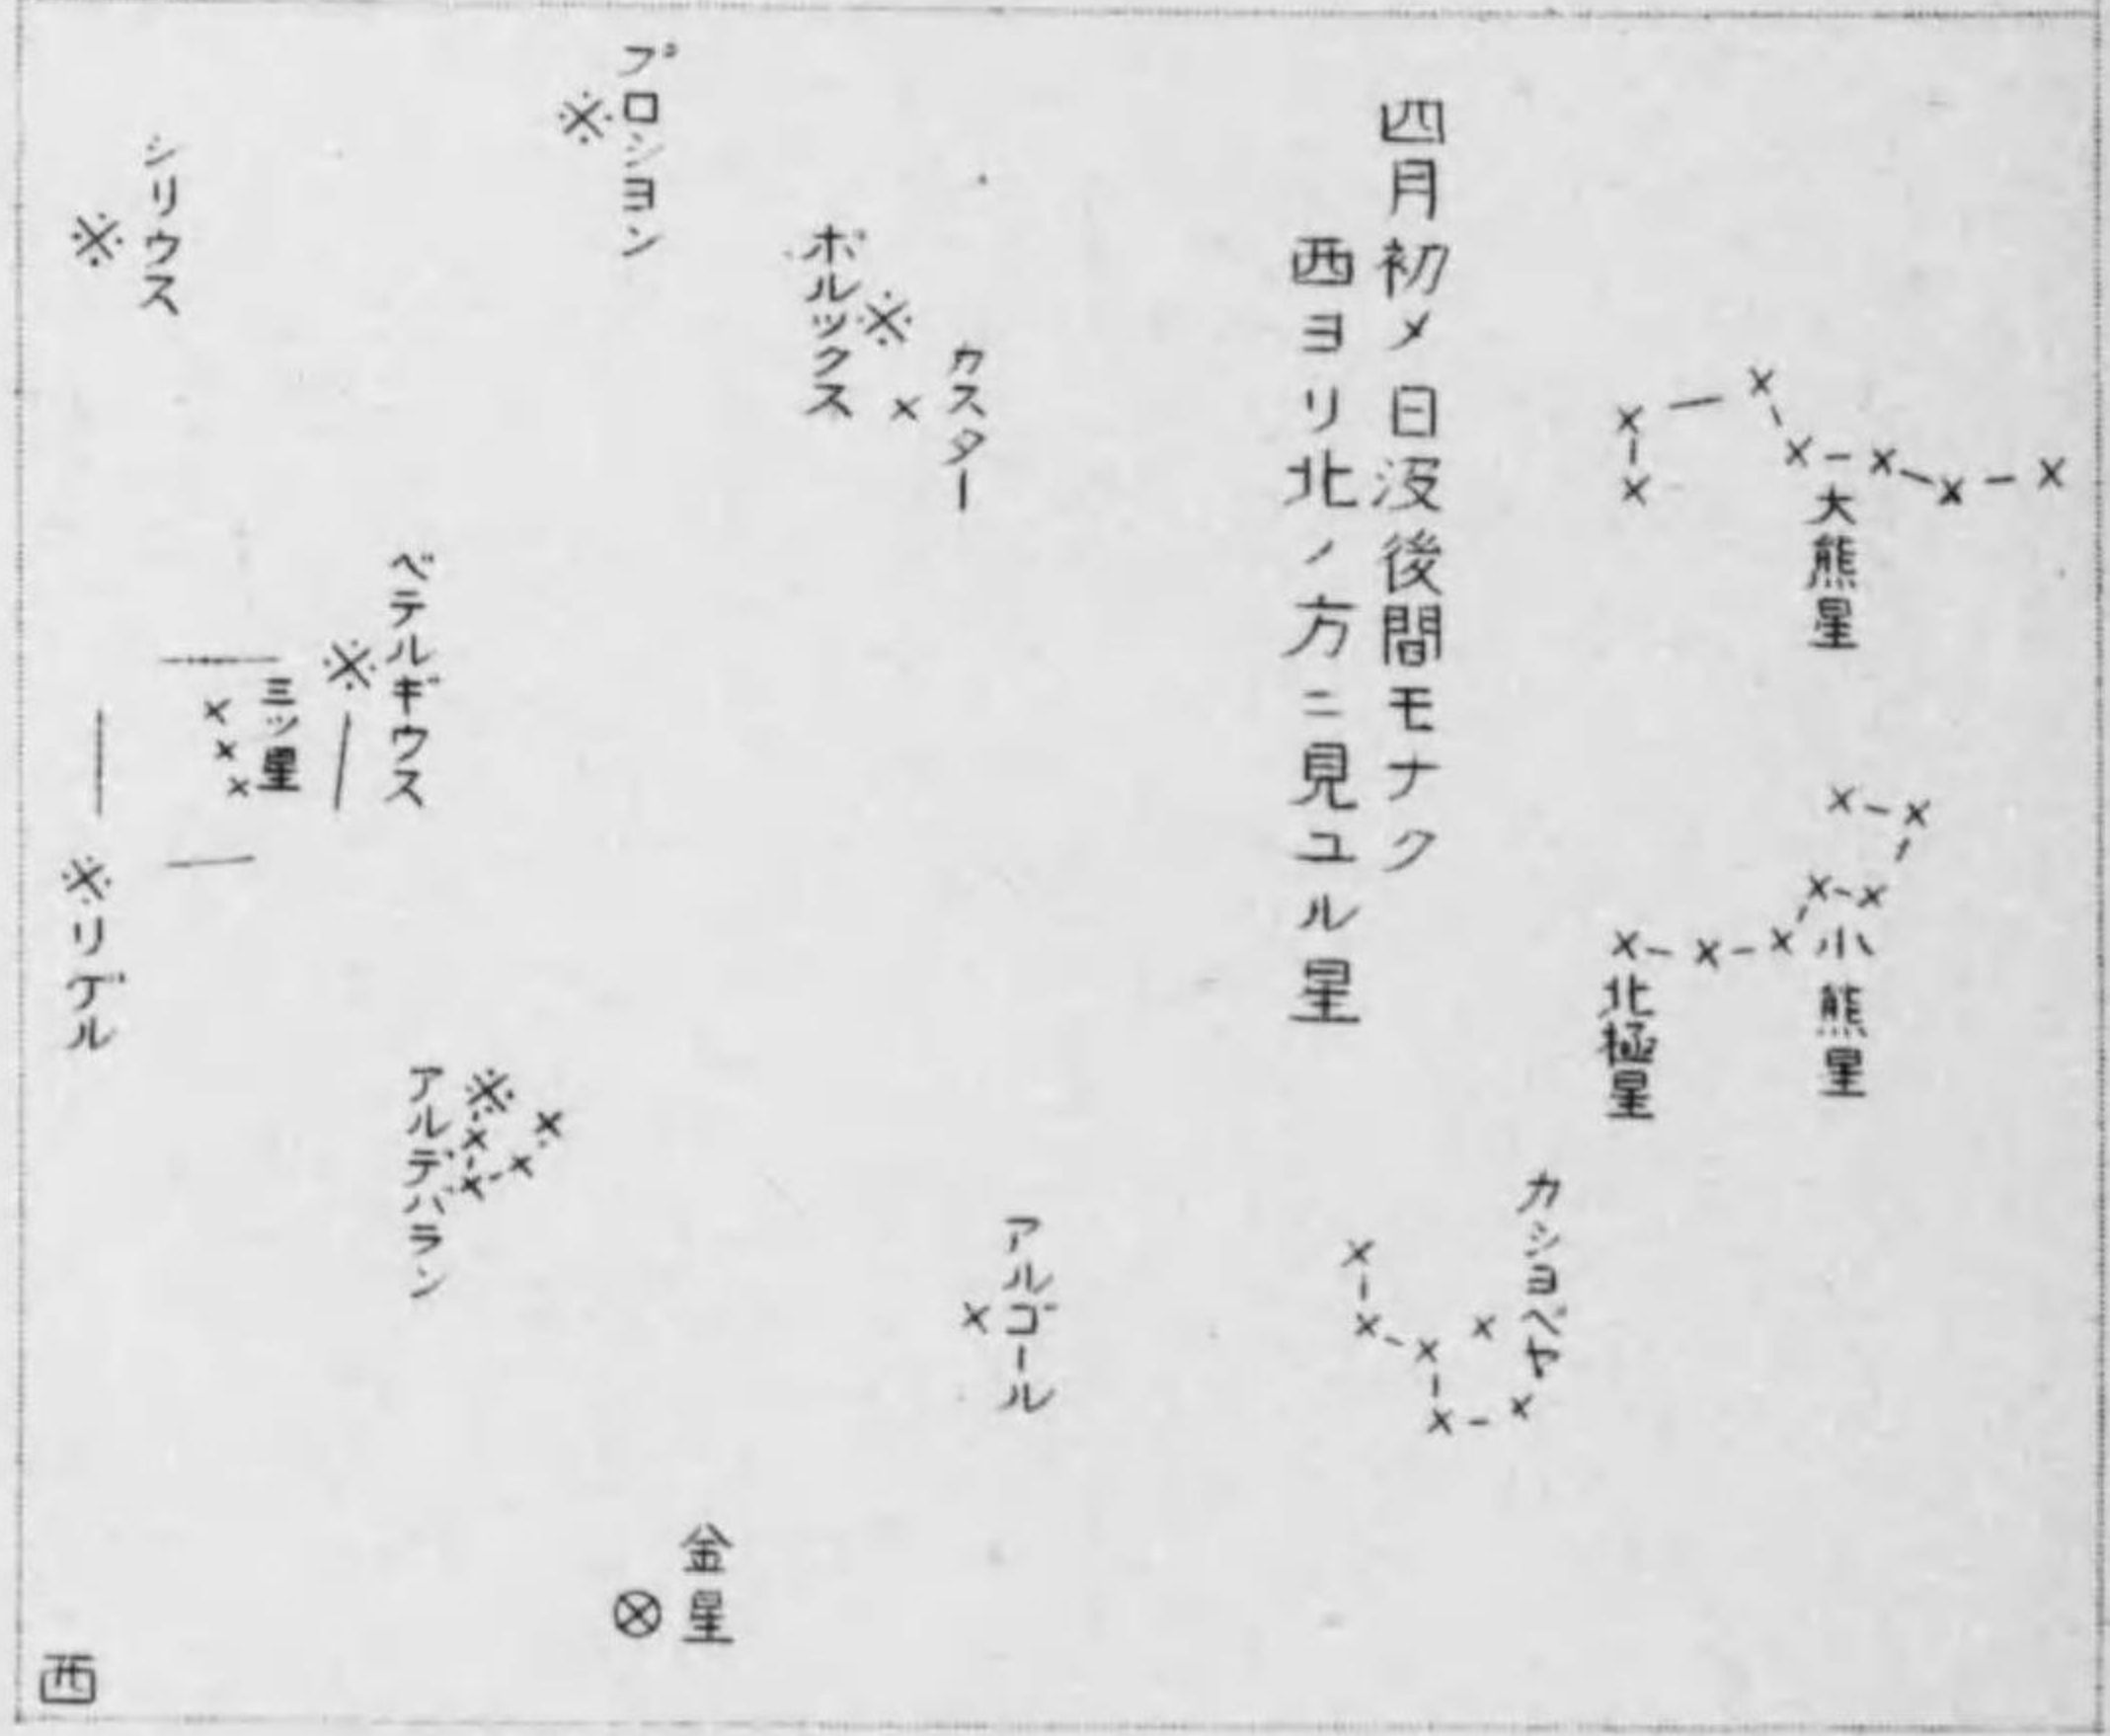 四月初メ日没後間モナク
西ヨリ北ノ方ニ見ユル星
大熊星
小熊星
北極星
カシヨペヤ
カスター
ポルックス
アルゴール
プロシヨン
金星
ベテルギウス
アルデバラン
三ッ星
シリウス
リゲル
西